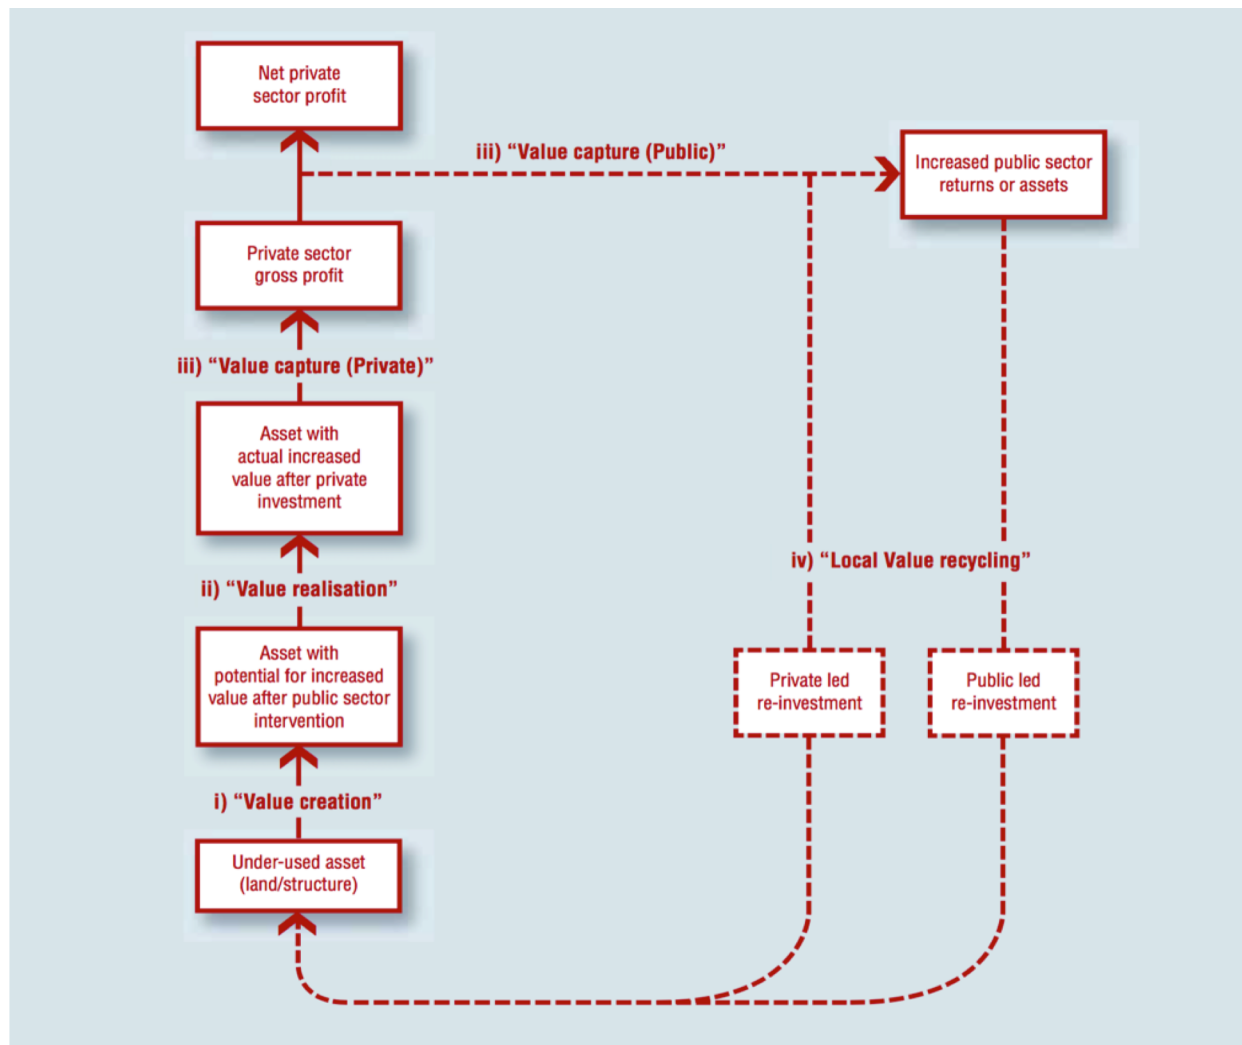 Net private
sector profit
iii) “Value capture (Public)”
Increased public sector
returns or assets
Private sector
gross profit
iii) “Value capture (Private)”
Asset with
actual increased
value after private
investment
iv) “Local Value recycling”
ii) “Value realisation”
Asset with
potential for increased
value after public sector
intervention
Private led
re-investment
Public led
re-investment
i) “Value creation”
Under-used asset
(land/structure)